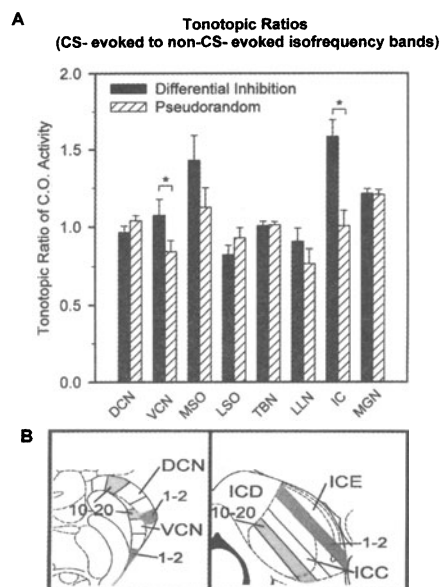 A
Tonotopic Ratios
(CS- evoked to non-CS- evoked isofrequency bands)
Tonotopic Ratio of C.O. Activity
2.0
1.5
1.0
0.5
0.0
Differential Inhibition
Pseudorandom
*
*
DCN
VCN
MSO
LSO
TBN
LLN
IC
MGN
B
DCN
1-2
10-20
VCN
1-2
ICD
ICE
10-20
1-2
ICC